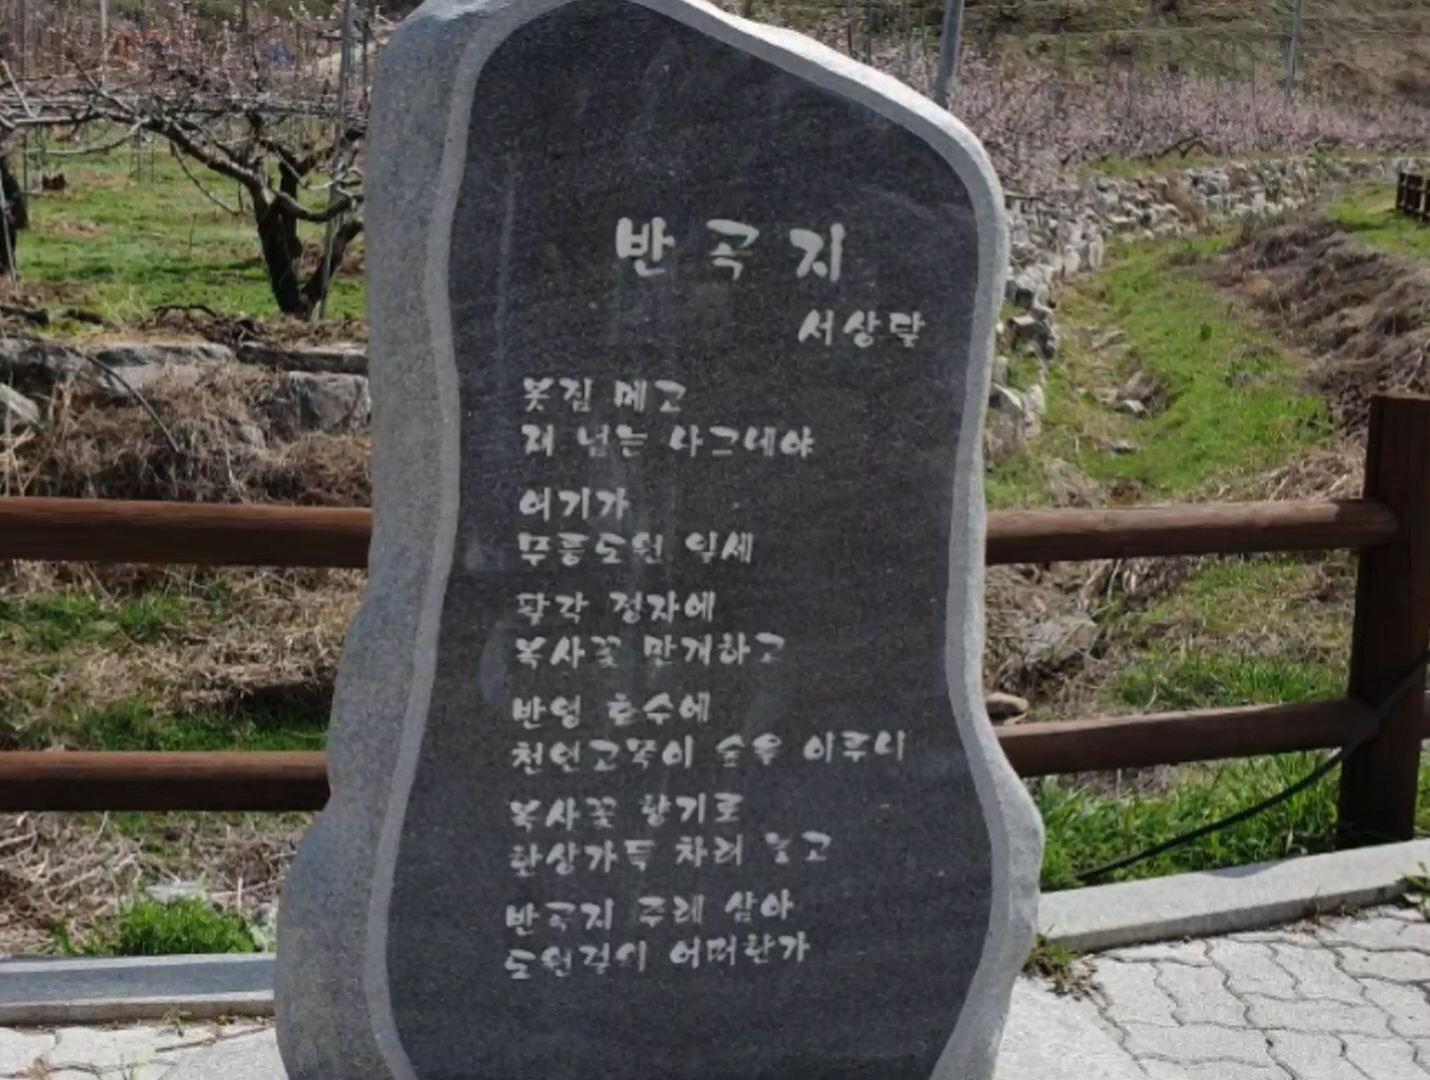 반곡지
서상달
봇짐 메고
재 넘는 나그네야
여기가
무릉도원 일세
팔각 정자에
복사꽃 만개하고
반영 호수에
천연고목이 숲을 이루니
복사꽃 향기로
한상가득 차려 놓고
반곡지 주례 삼아
도원결의 어떠한가